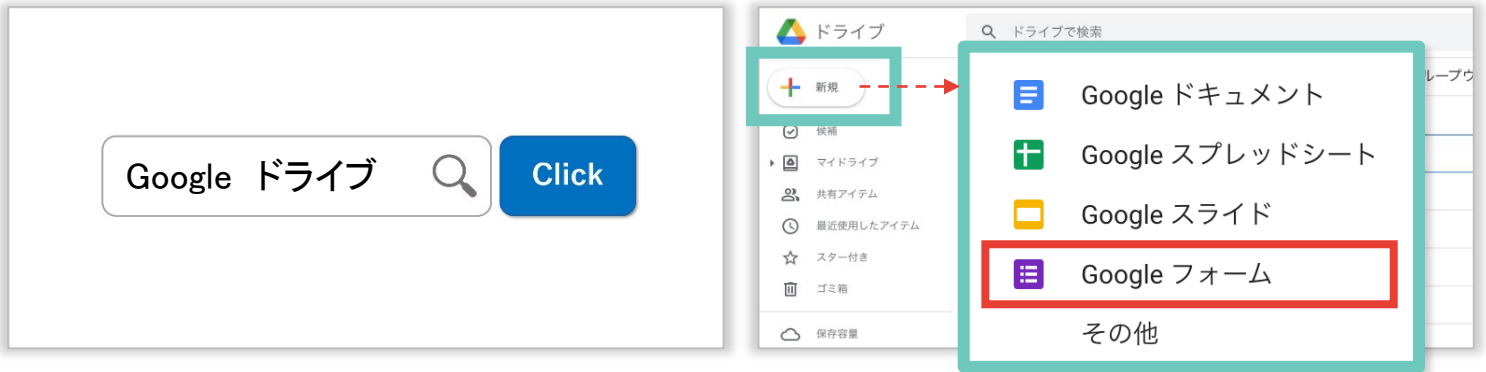 Google ドライブ
Click
ドライブ
ドライブで検索
新規
候補
マイドライブ
共有アイテム
最近使用したアイテム
スター付き
ゴミ箱
保存容量
Google ドキュメント
Google スプレッドシート
Google スライド
Google フォーム
その他
ループウ